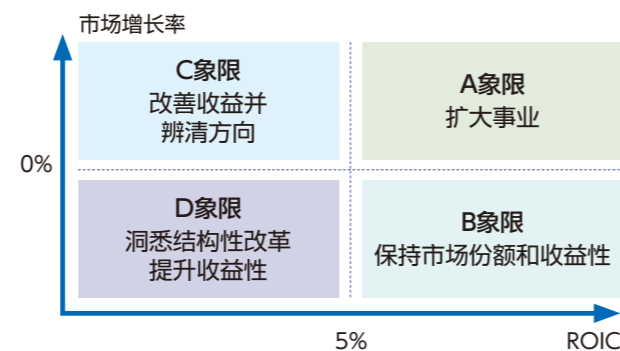 市场增长率
C象限
改善收益并
辨清方向
A象限
扩大事业
0%
D象限
洞悉结构性改革
提升收益性
B象限
保持市场份额和收益性
5%
ROIC